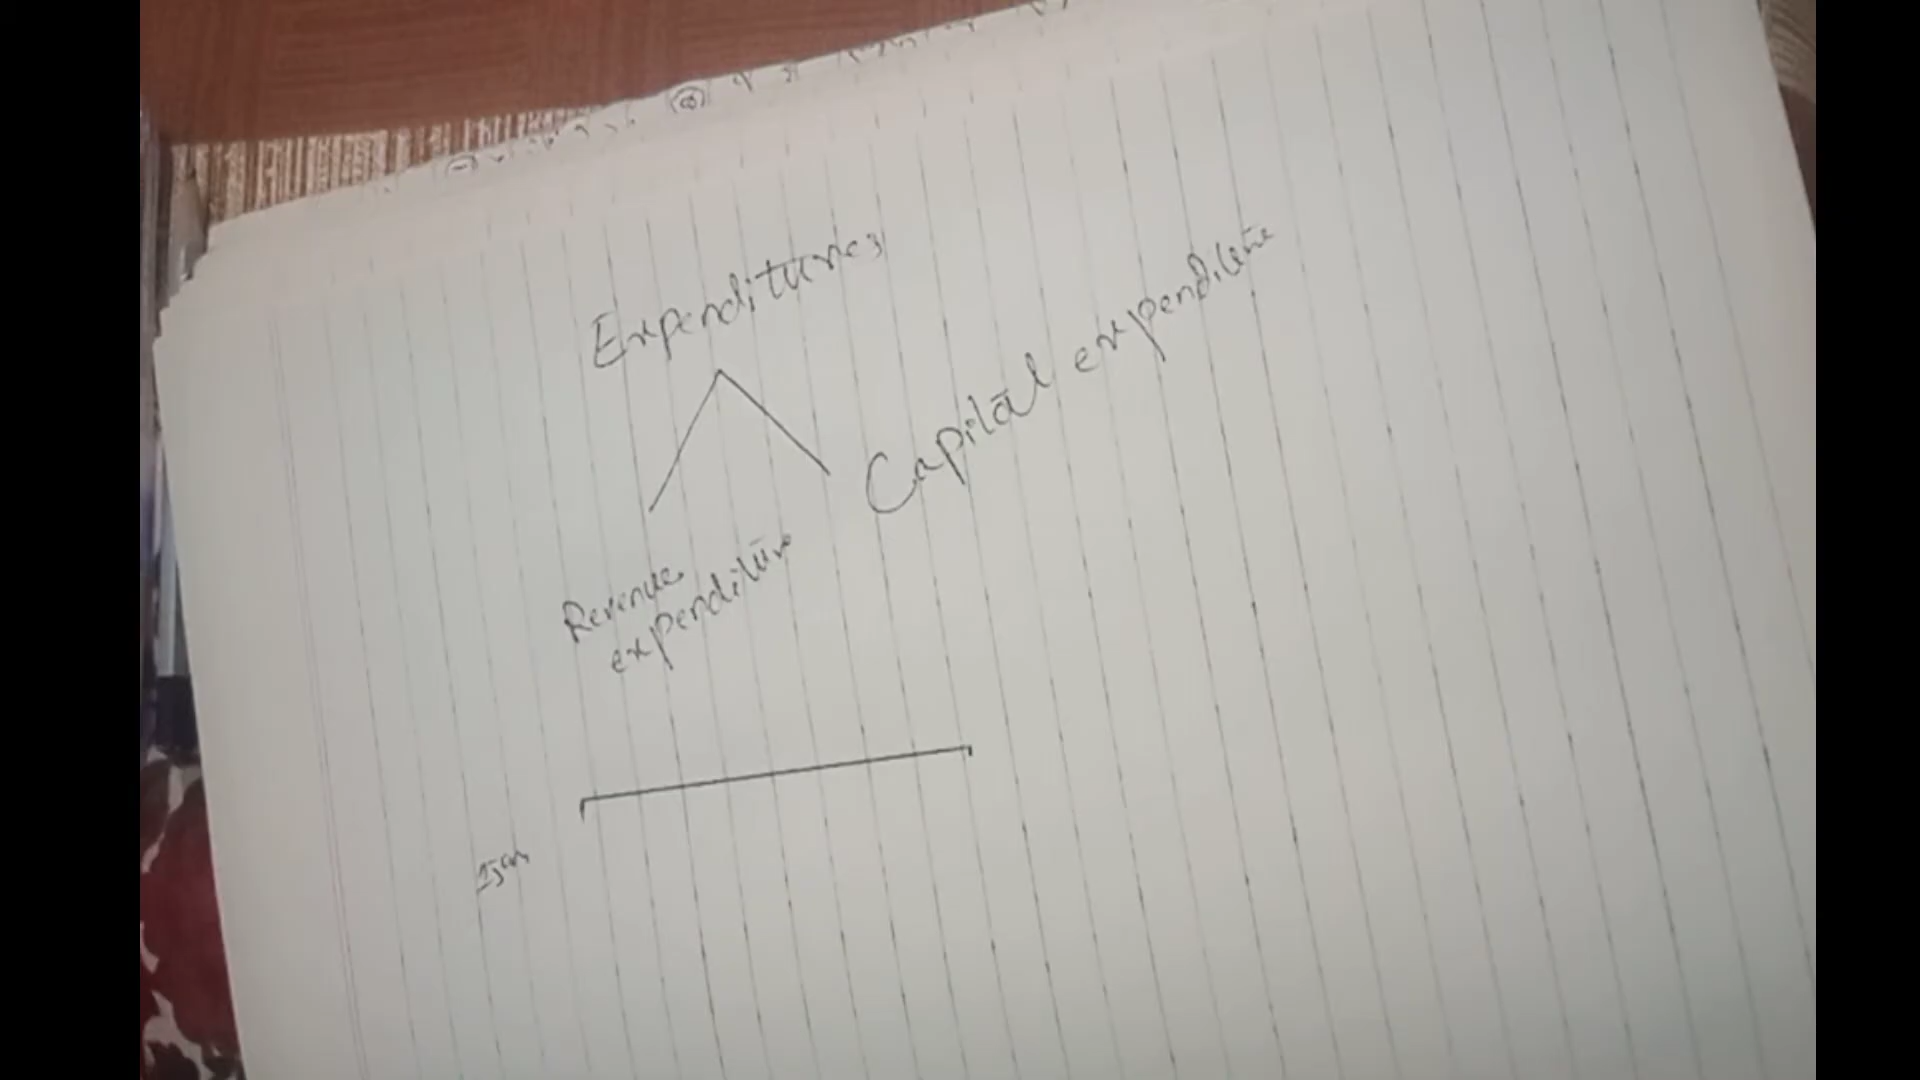 Expenditures
Capital expenditure
Revenue
expenditure